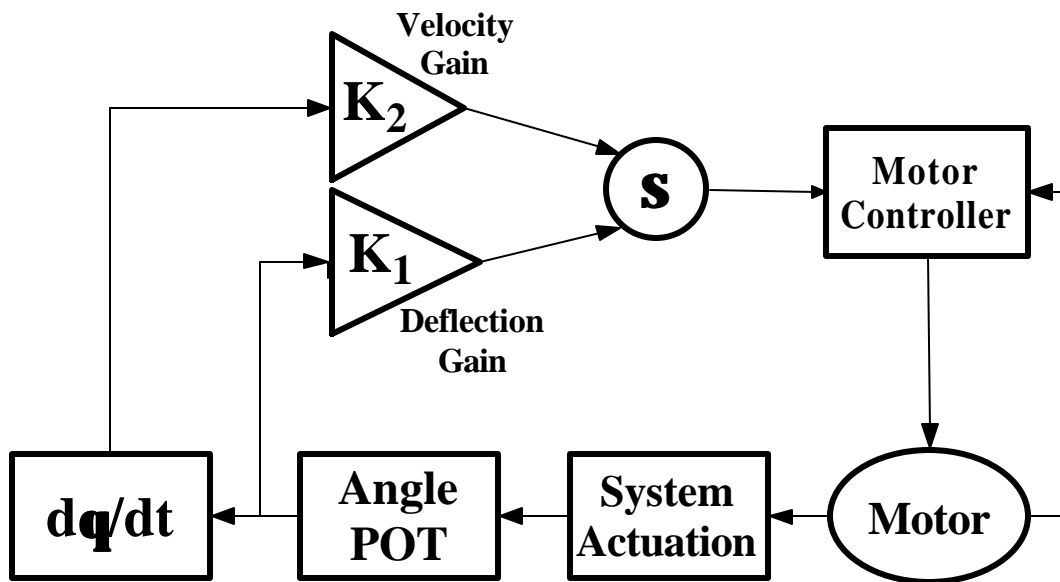 Velocity
Gain
K₂
S
Motor
Controller
K₁
Deflection
Gain
dq/dt
Angle
POT
System
Actuation
Motor